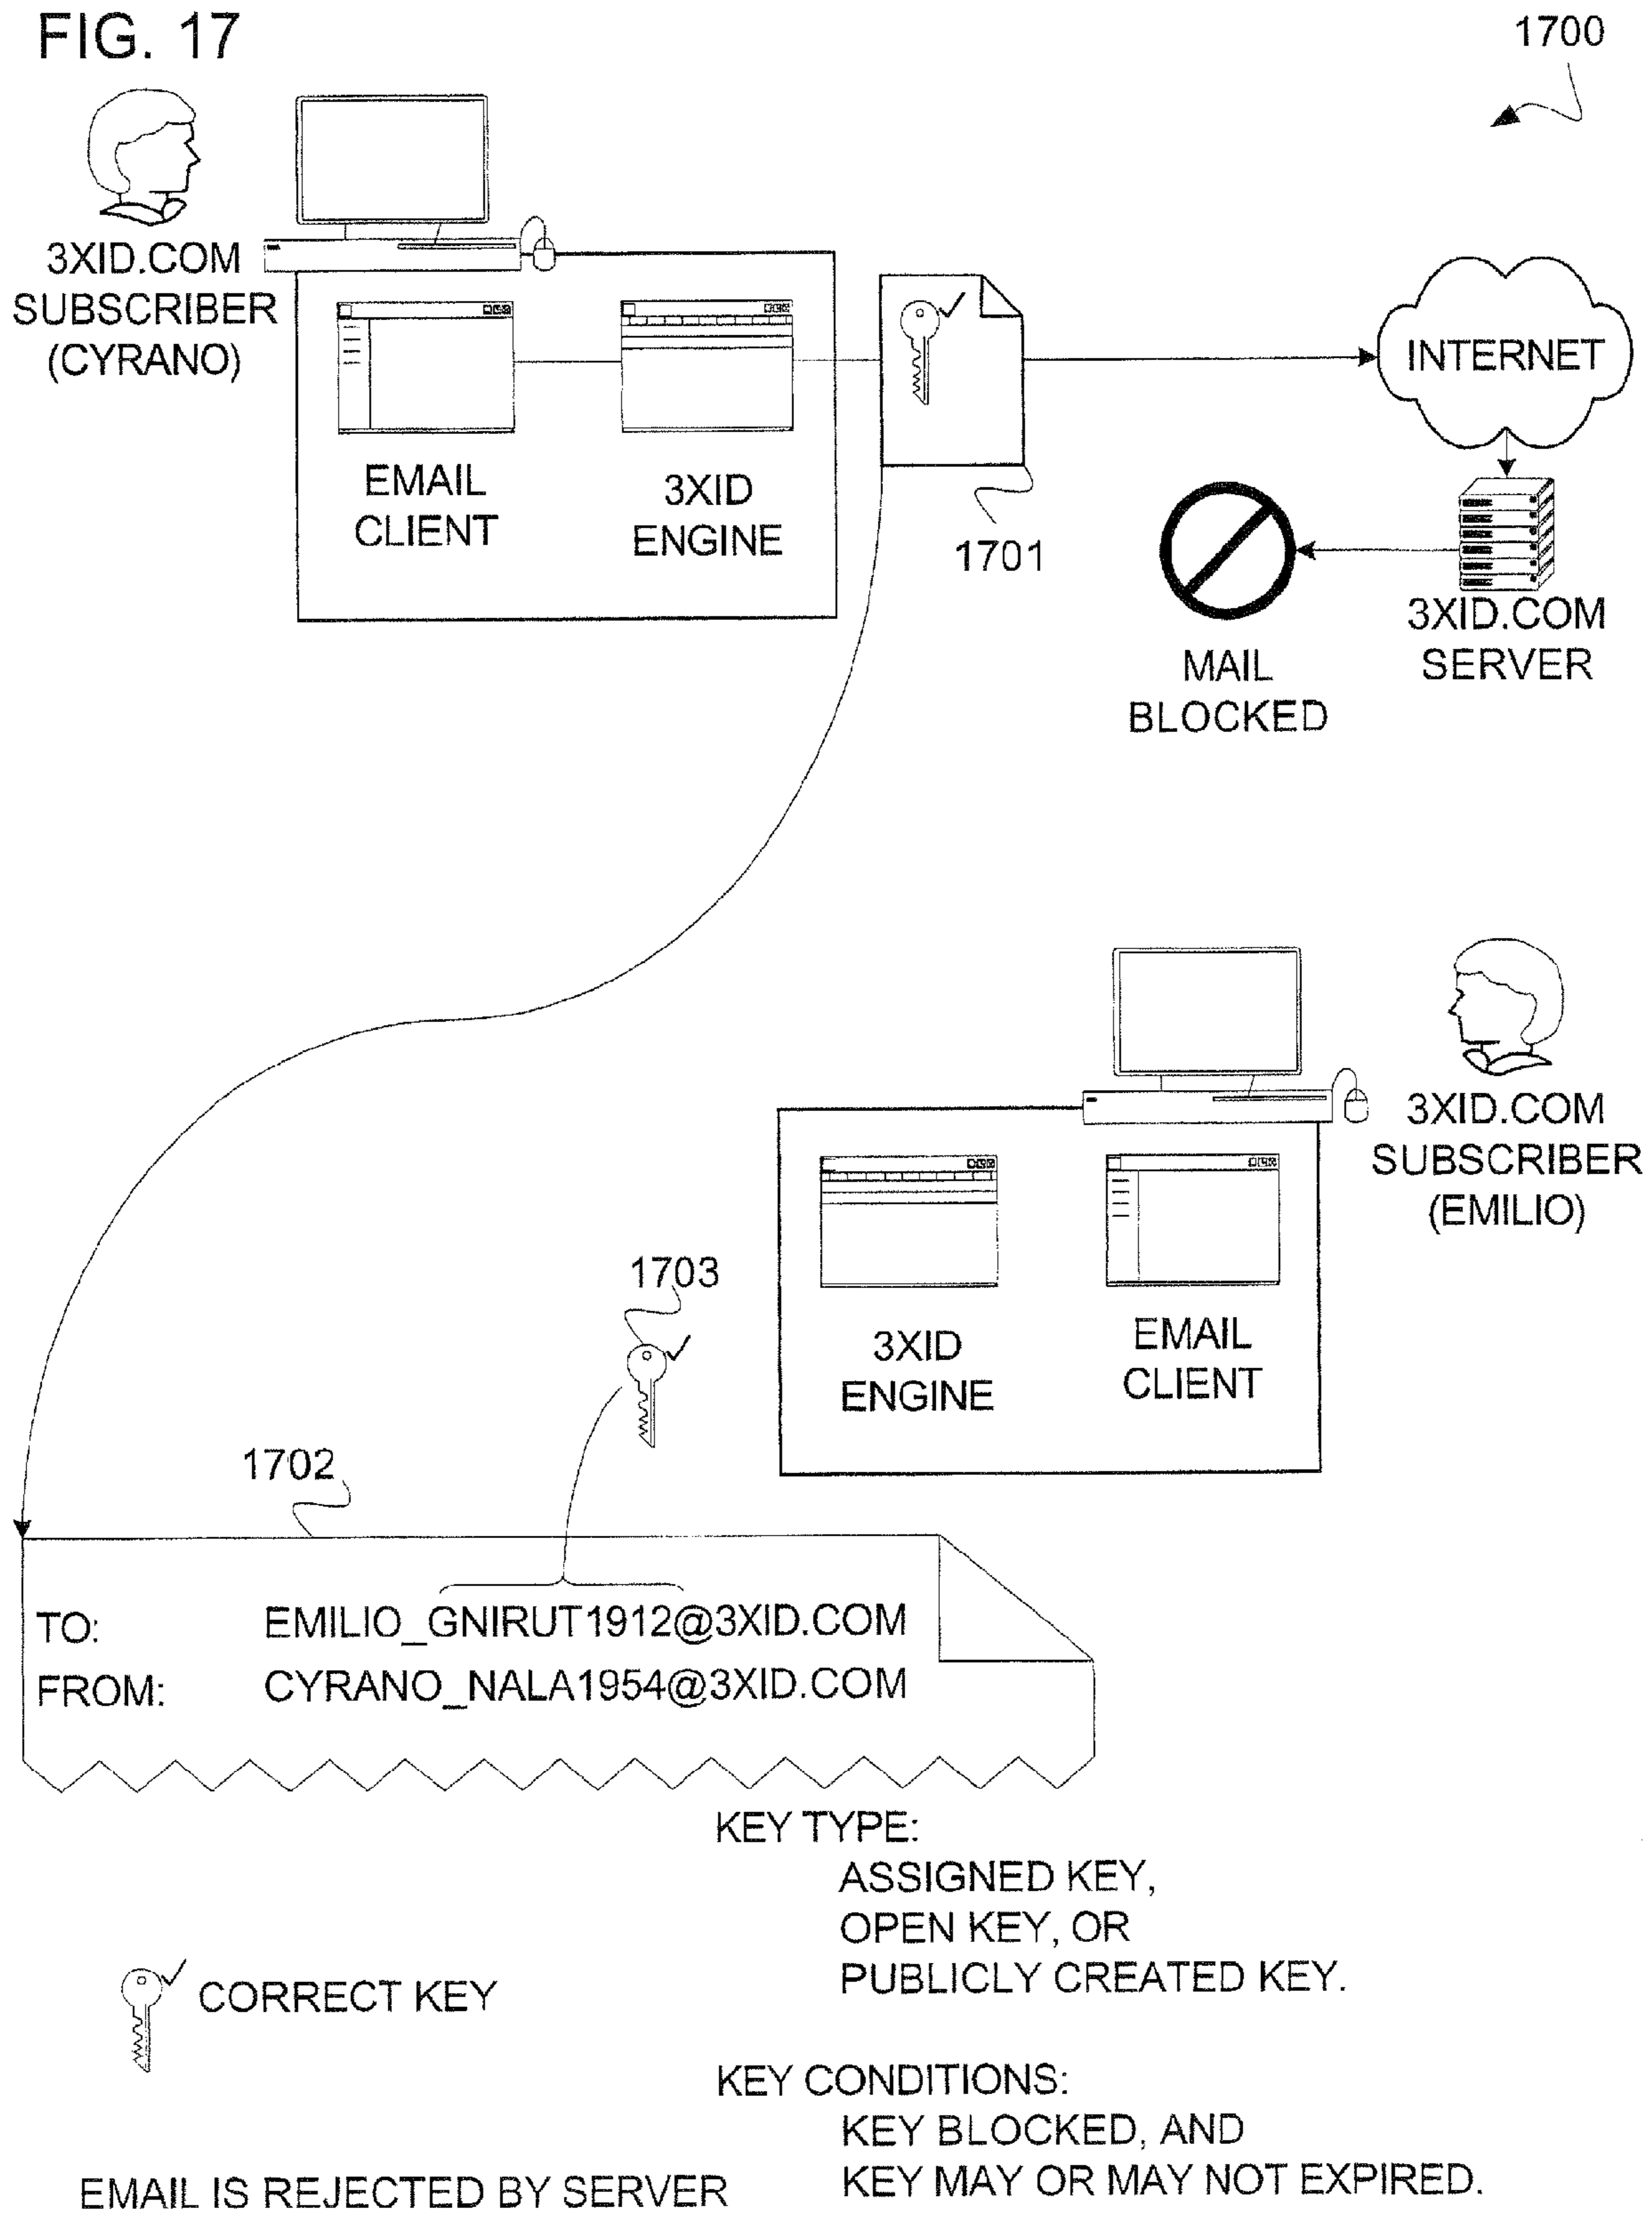 FIG. 17
1700
3XID.COM
SUBSCRIBER
(CYRANO)
EMAIL
CLIENT
3XID
ENGINE
1701
INTERNET
3XID.COM
SERVER
MAIL
BLOCKED
3XID.COM
SUBSCRIBER
(EMILIO)
3XID
ENGINE
EMAIL
CLIENT
1703
1702
TO: EMILIO_GNIRUT1912@3XID.COM
FROM: CYRANO_NALA1954@3XID.COM
KEY TYPE:
ASSIGNED KEY,
OPEN KEY, OR
PUBLICLY CREATED KEY.
CORRECT KEY
KEY CONDITIONS:
KEY BLOCKED, AND
KEY MAY OR MAY NOT EXPIRED.
EMAIL IS REJECTED BY SERVER